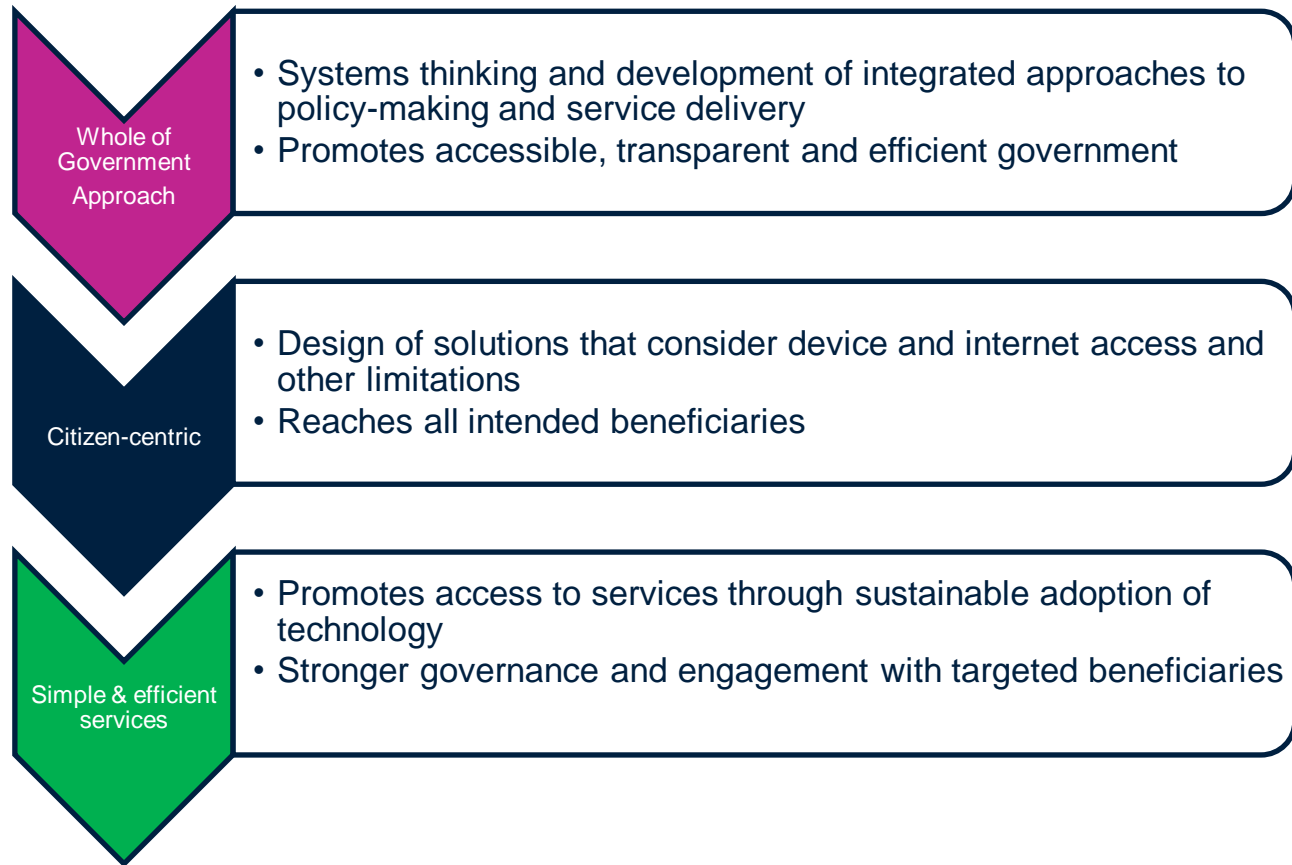 Whole of
Government
Approach
• Systems thinking and development of integrated approaches to
policy-making and service delivery
• Promotes accessible, transparent and efficient government
Citizen-centric
• Design of solutions that consider device and internet access and
other limitations
• Reaches all intended beneficiaries
Simple & efficient
services
• Promotes access to services through sustainable adoption of
technology
• Stronger governance and engagement with targeted beneficiaries